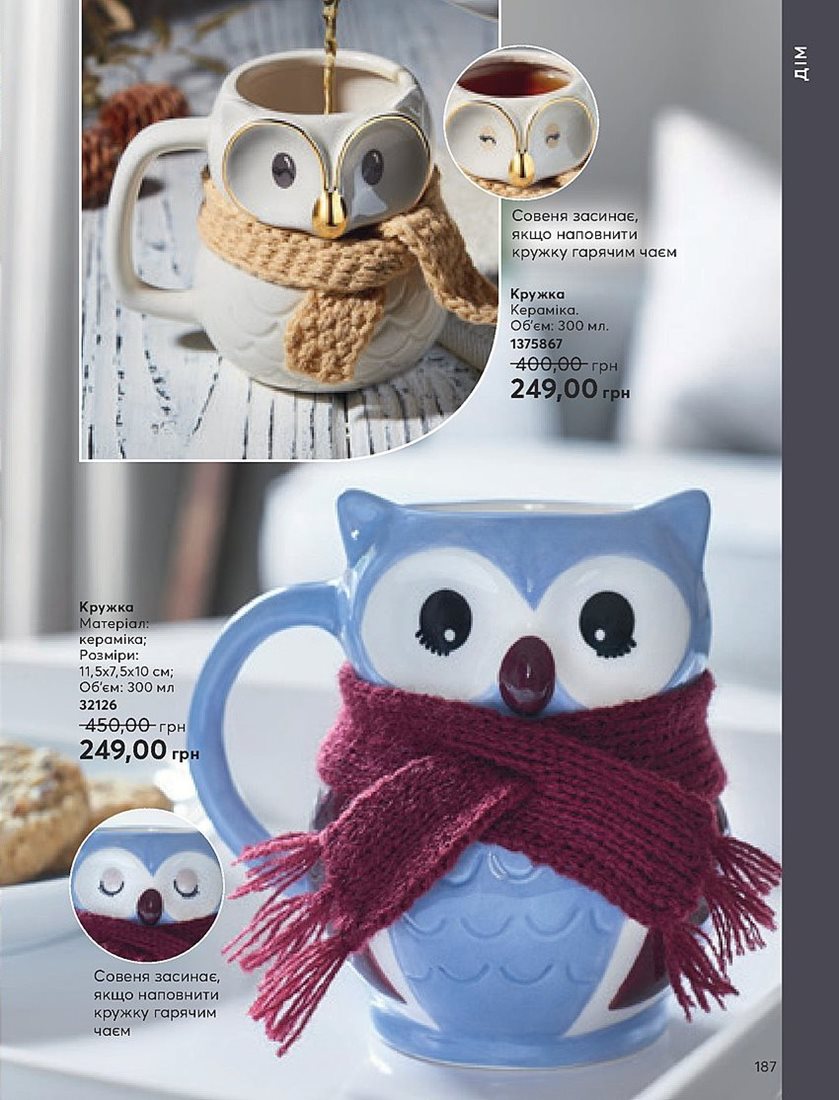 ДІМ
Совеня засинає,
якщо наповнити
кружку гарячим чаєм
Кружка
Кераміка.
Об'єм: 300 мл.
1375867
400,00 грн
249,00 грн
Кружка
Матеріал:
кераміка;
Розміри:
11,5x7,5x10 см;
Об'єм: 300 мл
32126
450,00 грн
249,00 грн
Совеня засинає,
якщо наповнити
кружку гарячим
чаєм
187